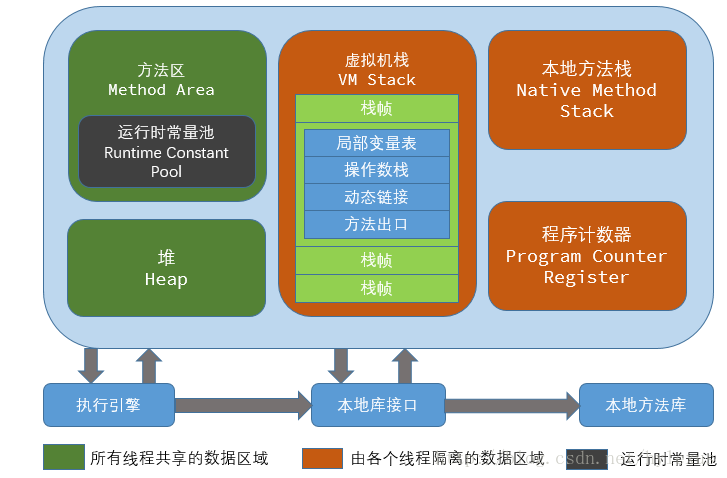 方法区
Method Area
运行时常量池
Runtime Constant
Pool
堆
Heap
虚拟机栈
VM Stack
栈帧
局部变量表
操作数栈
动态链接
方法出口
栈帧
栈帧
本地方法栈
Native Method
Stack
程序计数器
Program Counter
Register
执行引擎
本地库接口
本地方法库
所有线程共享的数据区域
由各个线程隔离的数据区域
运行时常量池